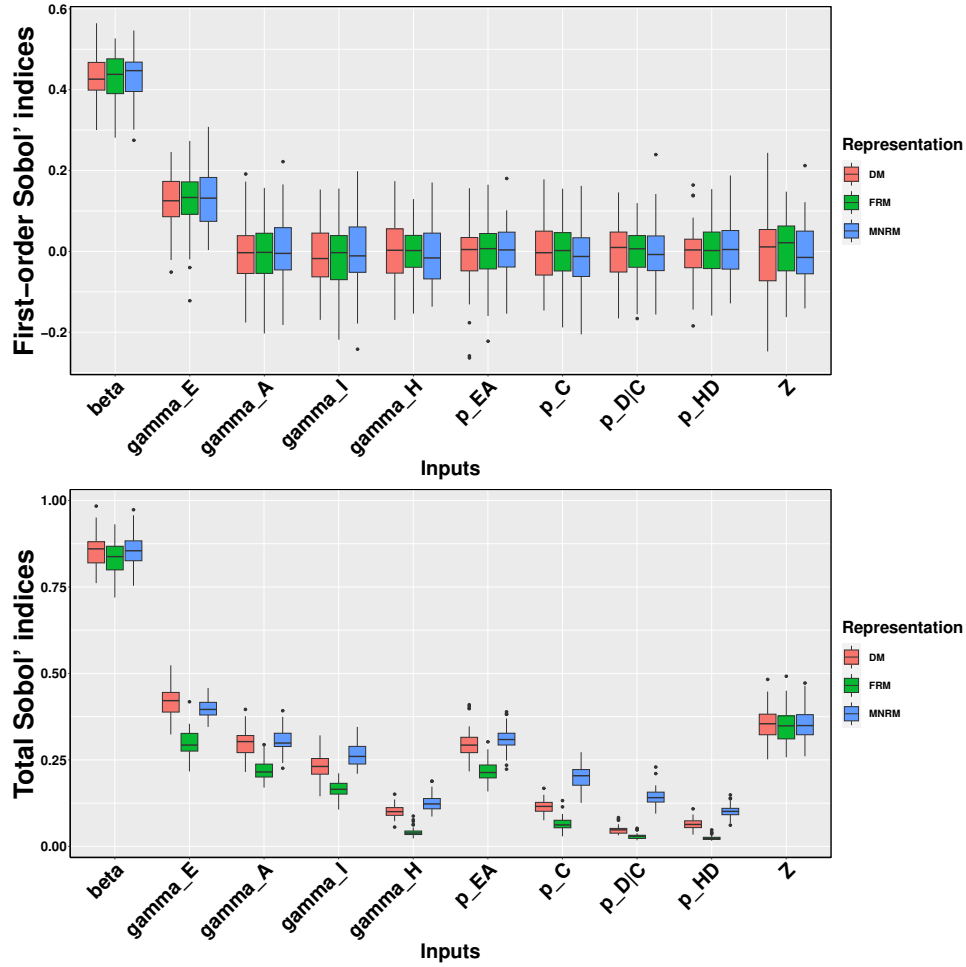 First−order Sobol' indices
0.6
0.4
0.2
0.0
−0.2
beta
gamma_E
gamma_A
gamma_I
gamma_H
p_EA
p_C
p_D|C
p_HD
Z
Inputs
Representation
DM
FRM
MNRM
Total Sobol' indices
1.00
0.75
0.50
0.25
0.00
beta
gamma_E
gamma_A
gamma_I
gamma_H
p_EA
p_C
p_D|C
p_HD
Z
Inputs
Representation
DM
FRM
MNRM